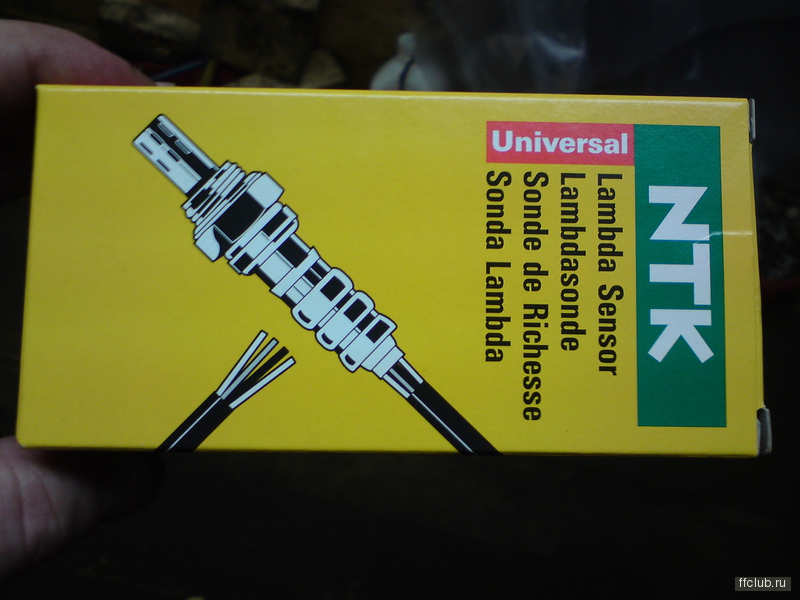 Universal
NTK
Lambda Sensor
Lambdasonde
Sonde de Richesse
Sonda Lambda
ffclub.ru